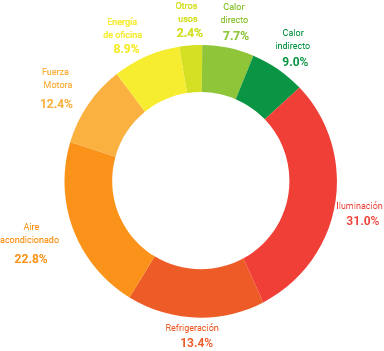 Otros
usos
2.4%
Calor
directo
7.7%
Calor
indirecto
9.0%
Iluminación
31.0%
Refrigeración
13.4%
Aire
acondicionado
22.8%
Fuerza
Motora
12.4%
Energía
de oficina
8.9%